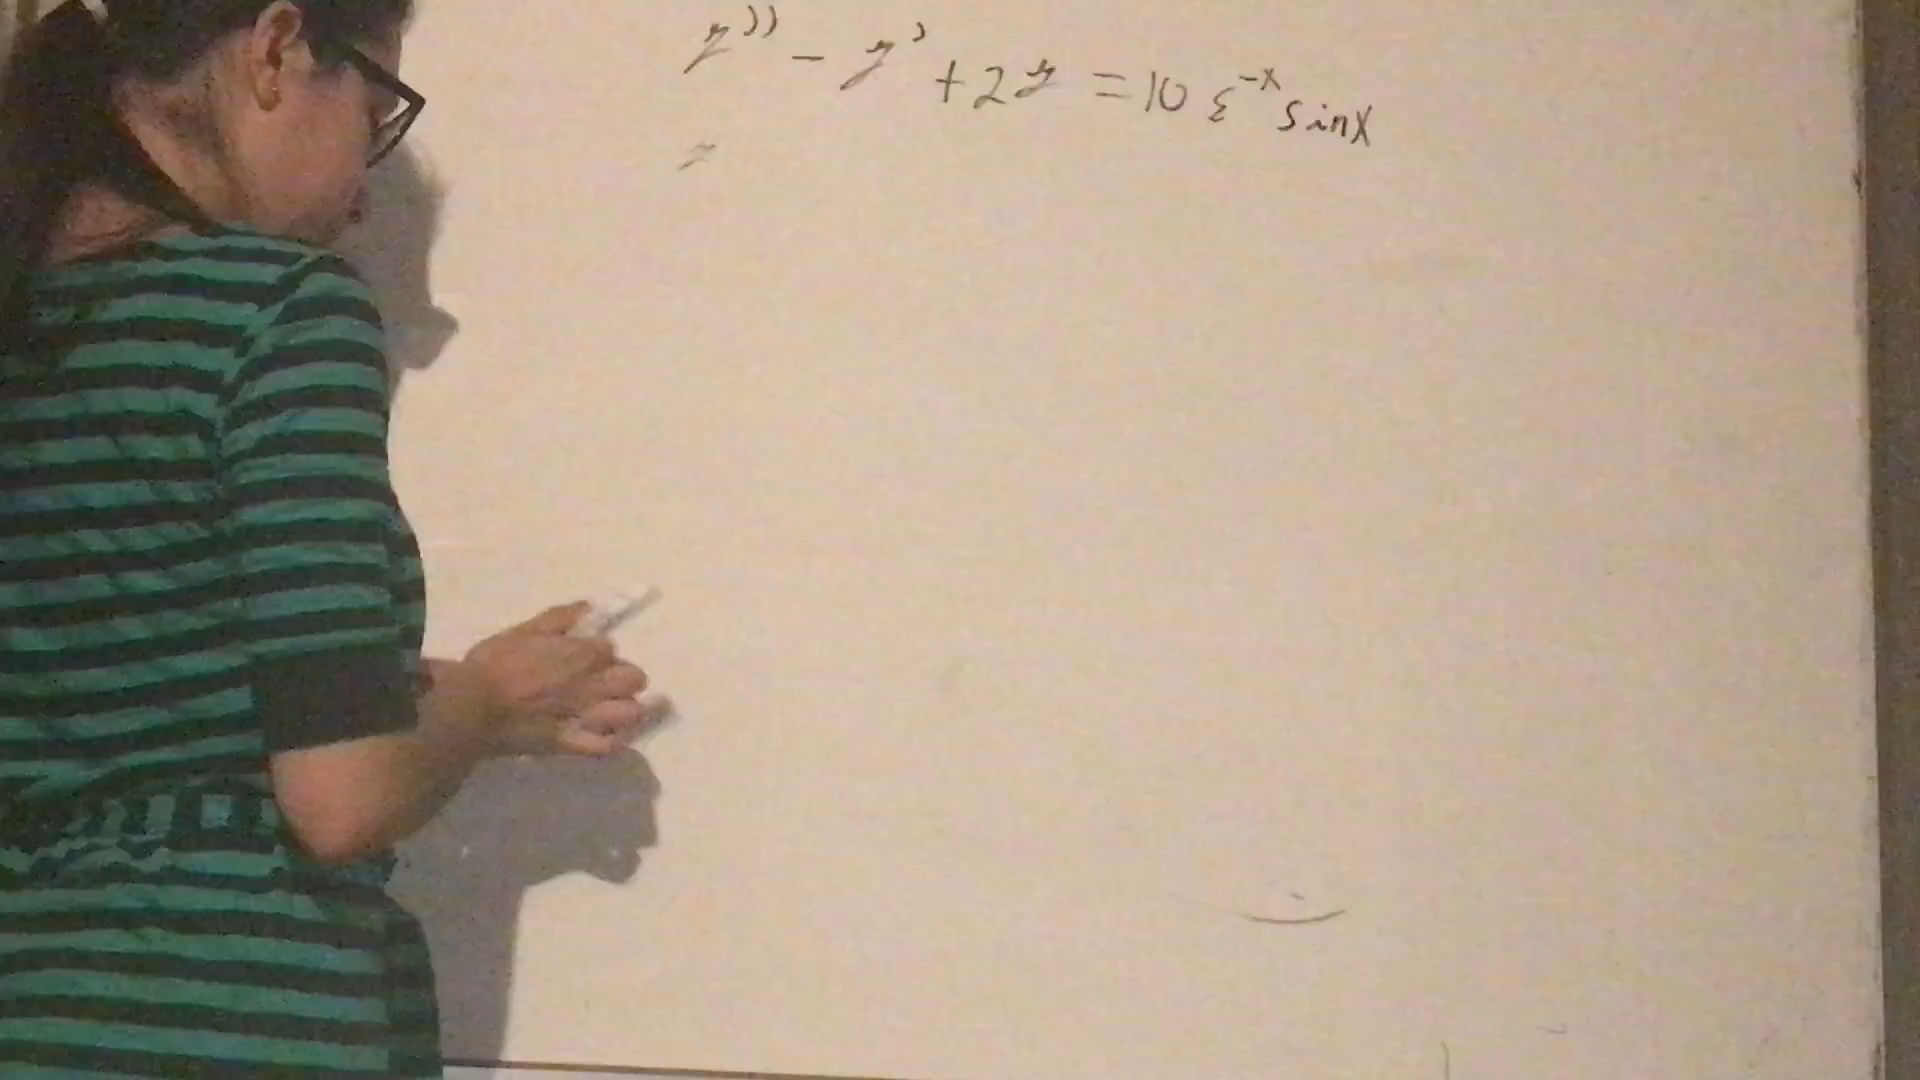 y'' - y' + 2y = 10 e^{-x} sin x